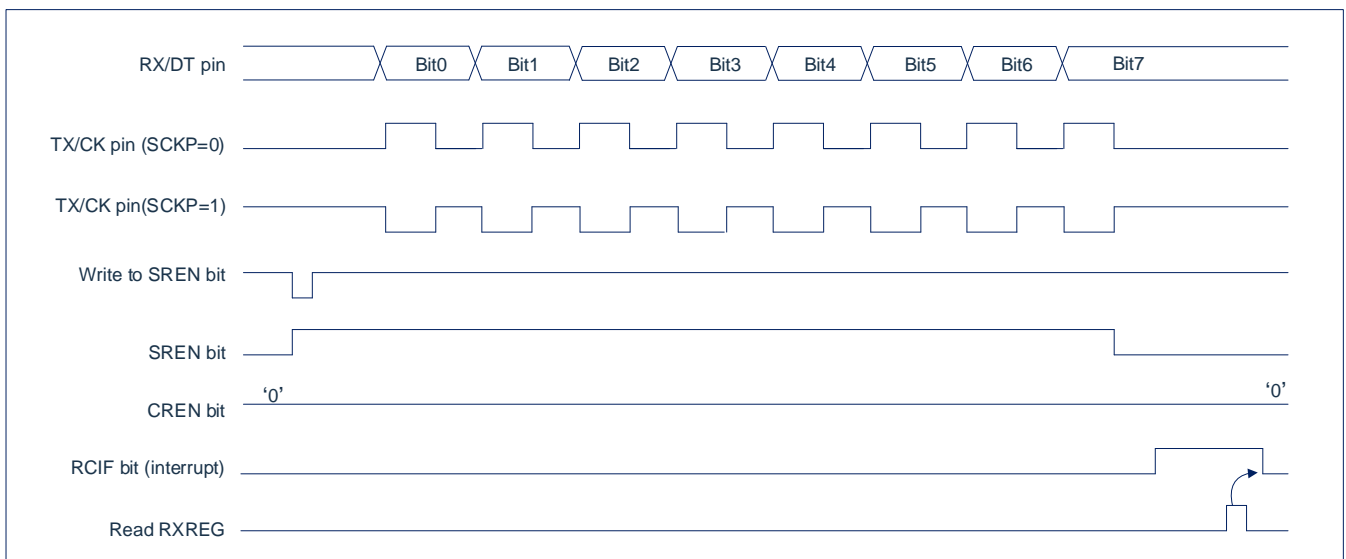 RX/DT pin Bit0 Bit1 Bit2 Bit3 Bit4 Bit5 Bit6 Bit7
TX/CK pin (SCKP=0)
TX/CK pin(SCKP=1)
Write to SREN bit
SREN bit
‘0’ ‘0’
CREN bit
RCIF bit (interrupt)
Read RXREG